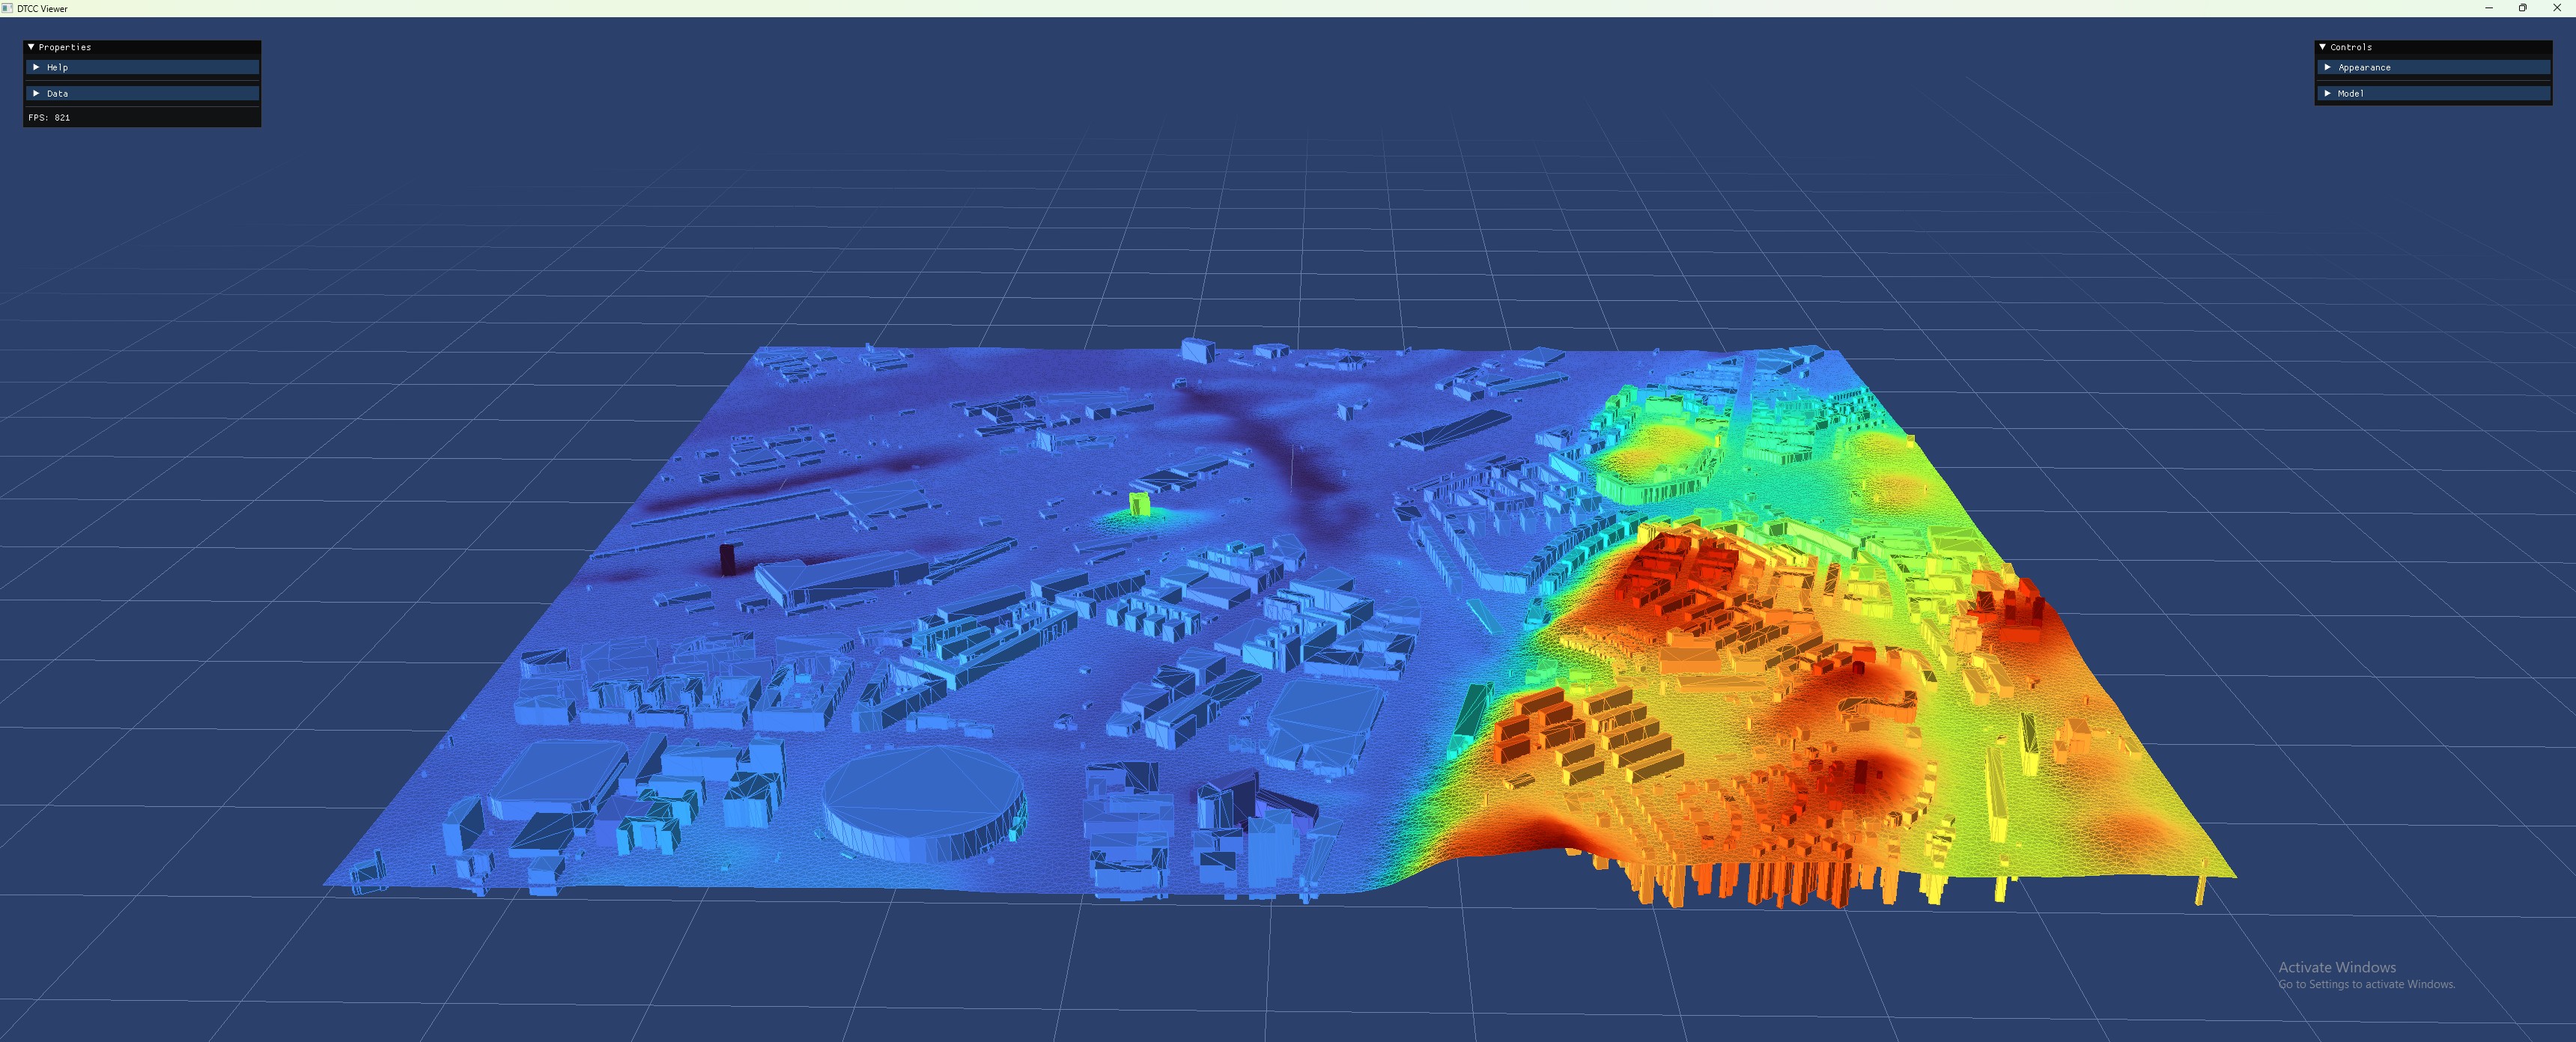 DTCC Viewer
Properties
Help
Data
FPS: 821
Controls
Appearance
Model
Activate Windows
Go to Settings to activate Windows.